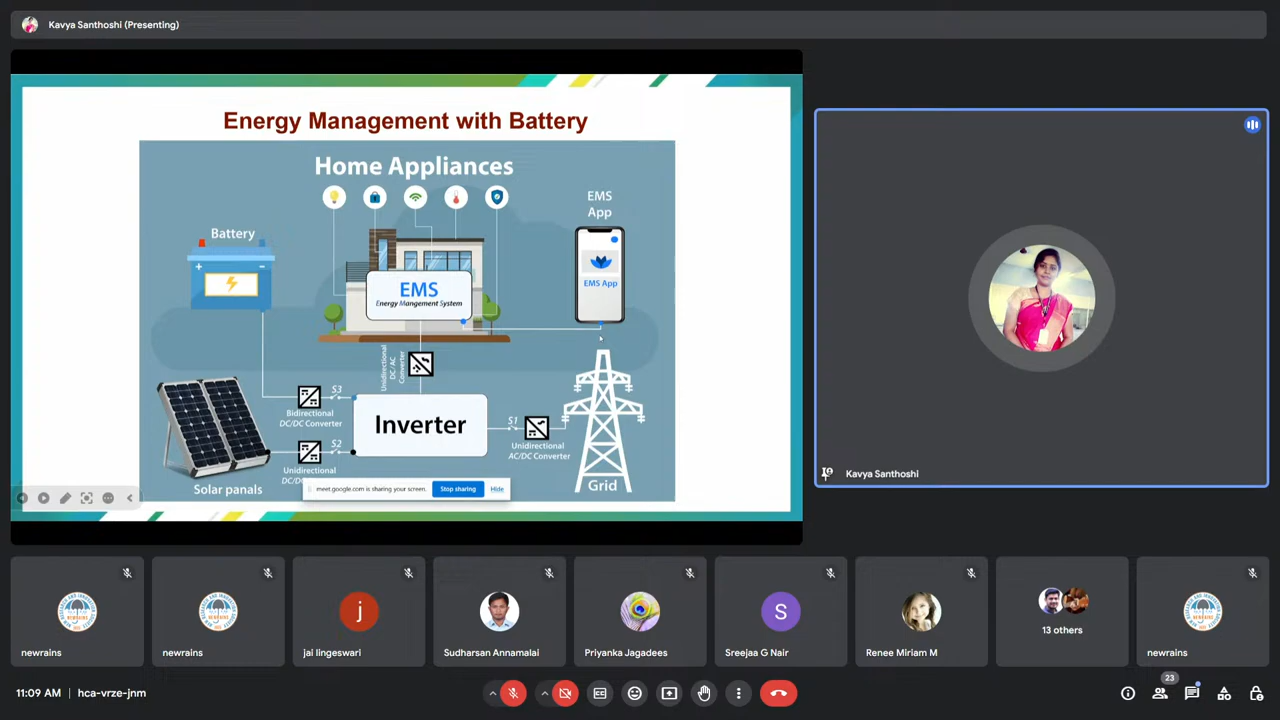 Kavya Santhoshi (Presenting)
Energy Management with Battery
Home Appliances
EMS
App
Battery
EMS
Energy Mengement System
EMS App
Unidirectional
DC/AC
Converter
S3
Bidirectional
DC/DC Converter
Inverter
S1
Unidirectional
AC/DC Converter
S2
Unidirectional
Solar panels
Grid
meet.google.com is sharing your screen.
Stop sharing
Hide
Kavya Santhoshi
newrains
newrains
j
jai lingeswari
Sudharsan Annamalai
Priyanka Jagadees
S
Sreejaa G Nair
Renee Miriam M
13 others
newrains
11:09 AM | hca-vrze-jnm
23